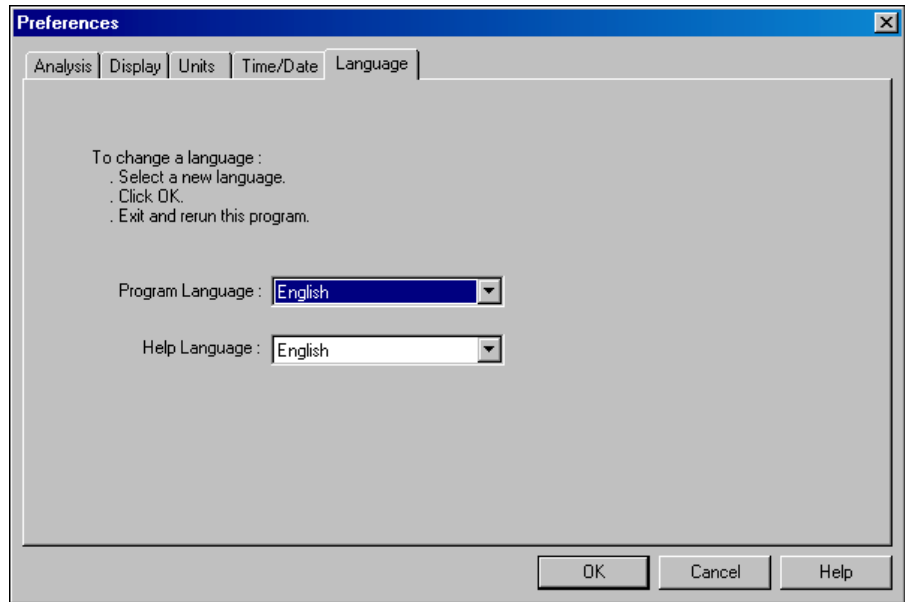 Preferences
Analysis Display Units Time/Date Language
To change a language :
. Select a new language.
. Click OK.
. Exit and rerun this program.
Program Language : English
Help Language : English
OK Cancel Help